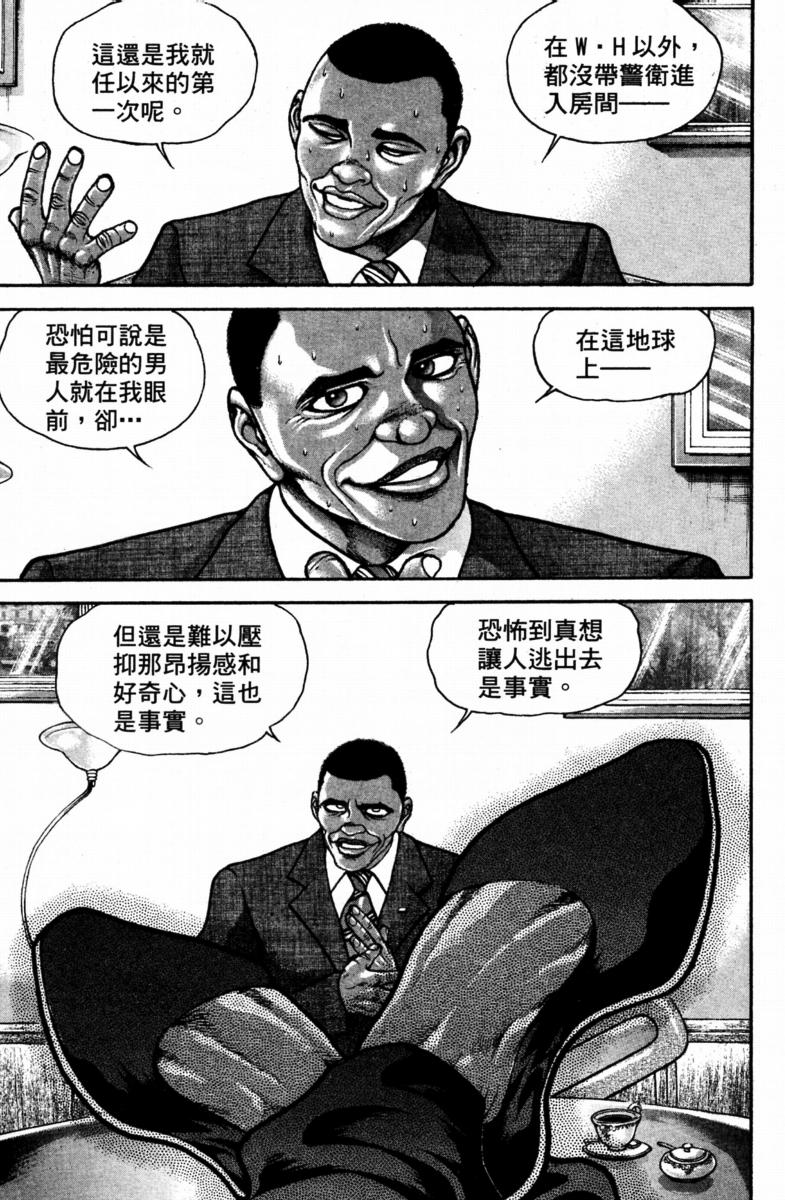 在W·H以外，
都沒帶警衛進
入房間——
這還是我就
任以來的第
一次呢。
在這地球
上——
恐怕可說是
最危險的男
人就在我眼
前，卻…
恐怖到真想
讓人逃出去
是事實。
但還是難以壓
抑那昂揚感和
好奇心，這也
是事實。